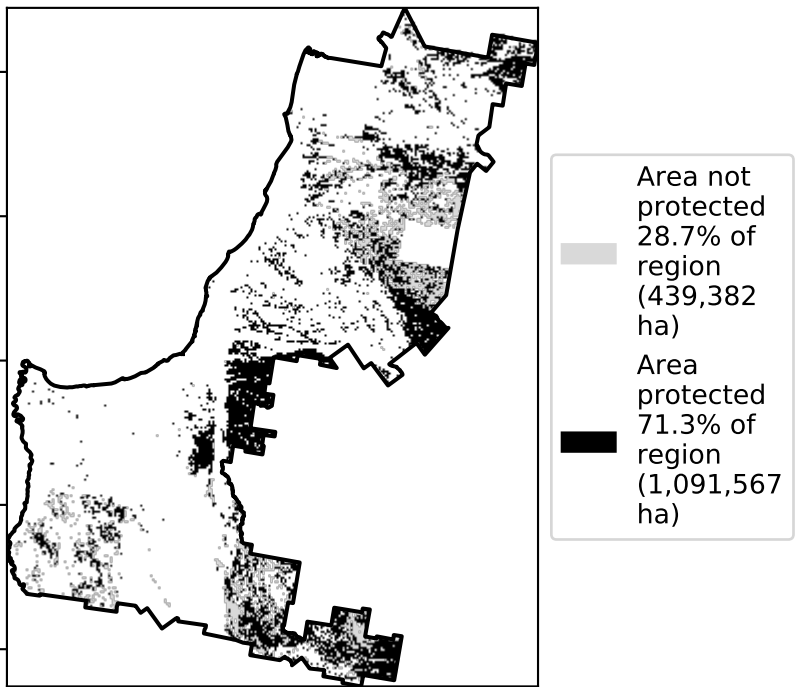 Area not
protected
28.7% of
region
(439,382
ha)
Area
protected
71.3% of
region
(1,091,567
ha)